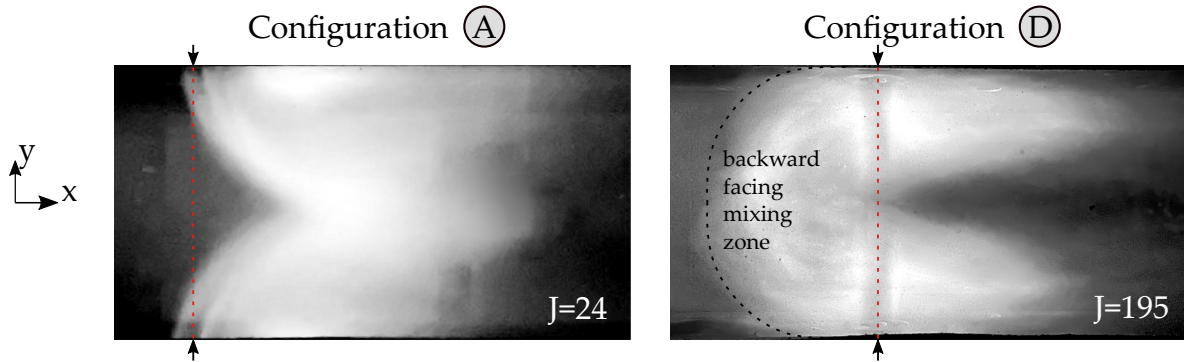 Configuration A
Configuration D
y
x
backward
facing
mixing
zone
J=24
J=195